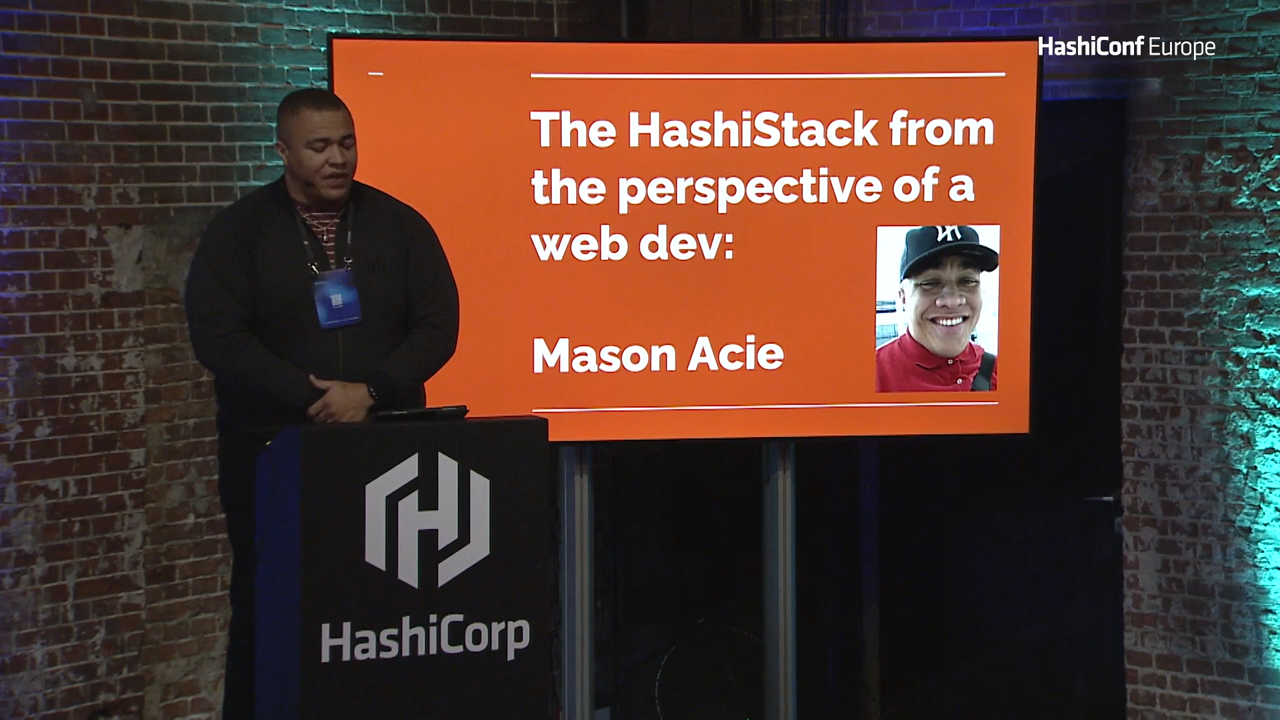 HashiConf Europe
The HashiStack from
the perspective of a
web dev:
Mason Acie
HashiCorp